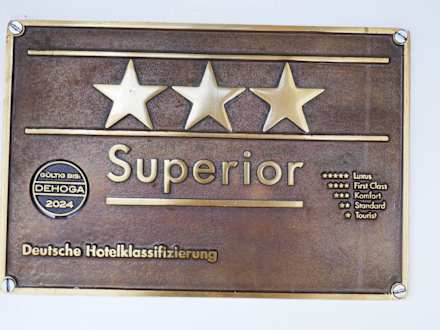 Superior
GÜLTIG BIS:
DEHOGA
2024
★★★★★ Luxus
★★★★ First Class
★★★ Komfort
★★ Standard
★ Tourist
Deutsche Hotelklassifizierung